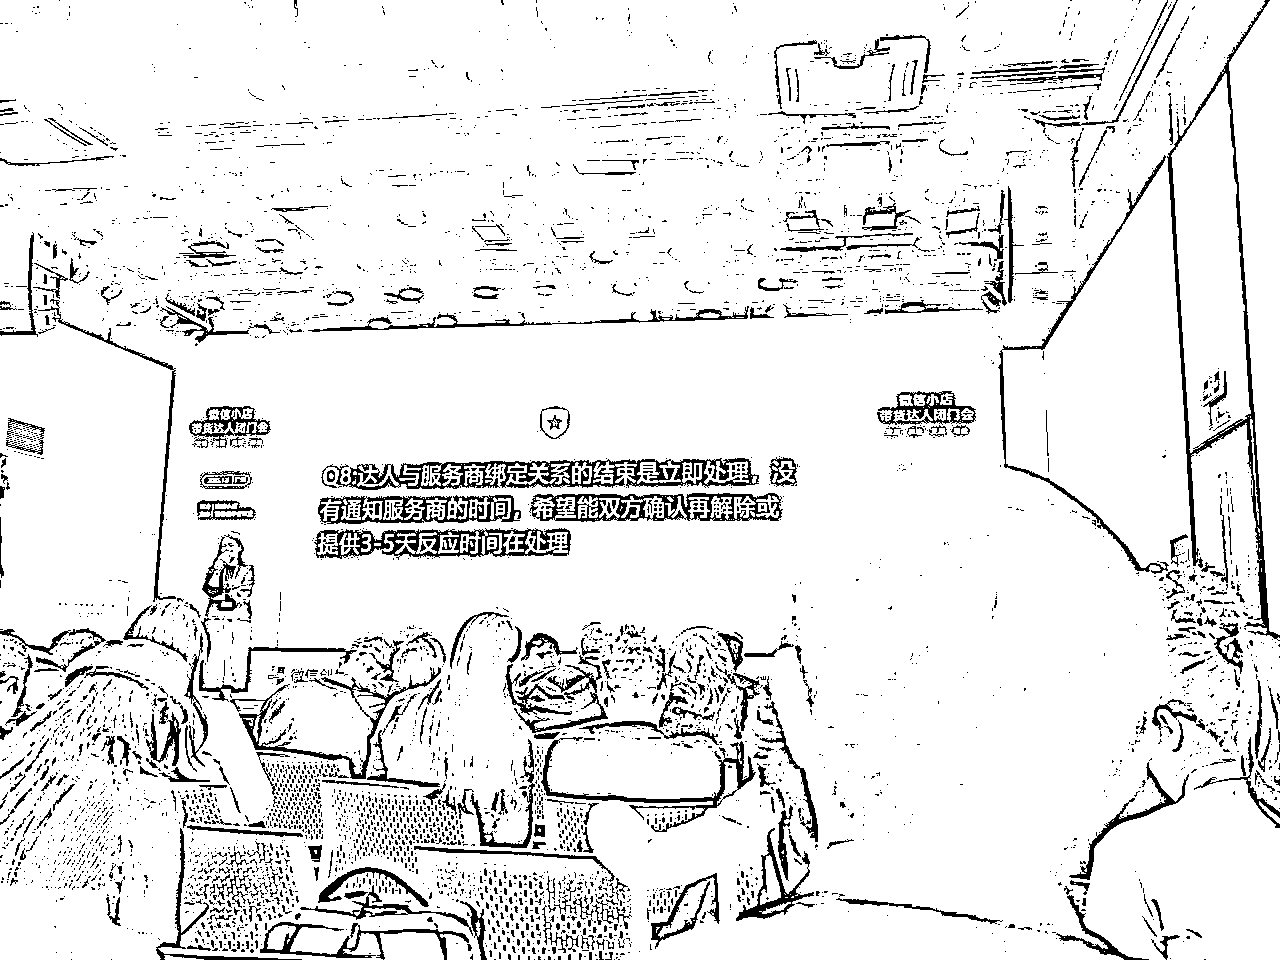 微信小店
带货达人闭门会
微信小店
带货达人闭门会
Q8:达人与服务商绑定关系的结束是立即处理，没
有通知服务商的时间，希望能双方确认再解除或
提供3-5天反应时间在处理
微信创